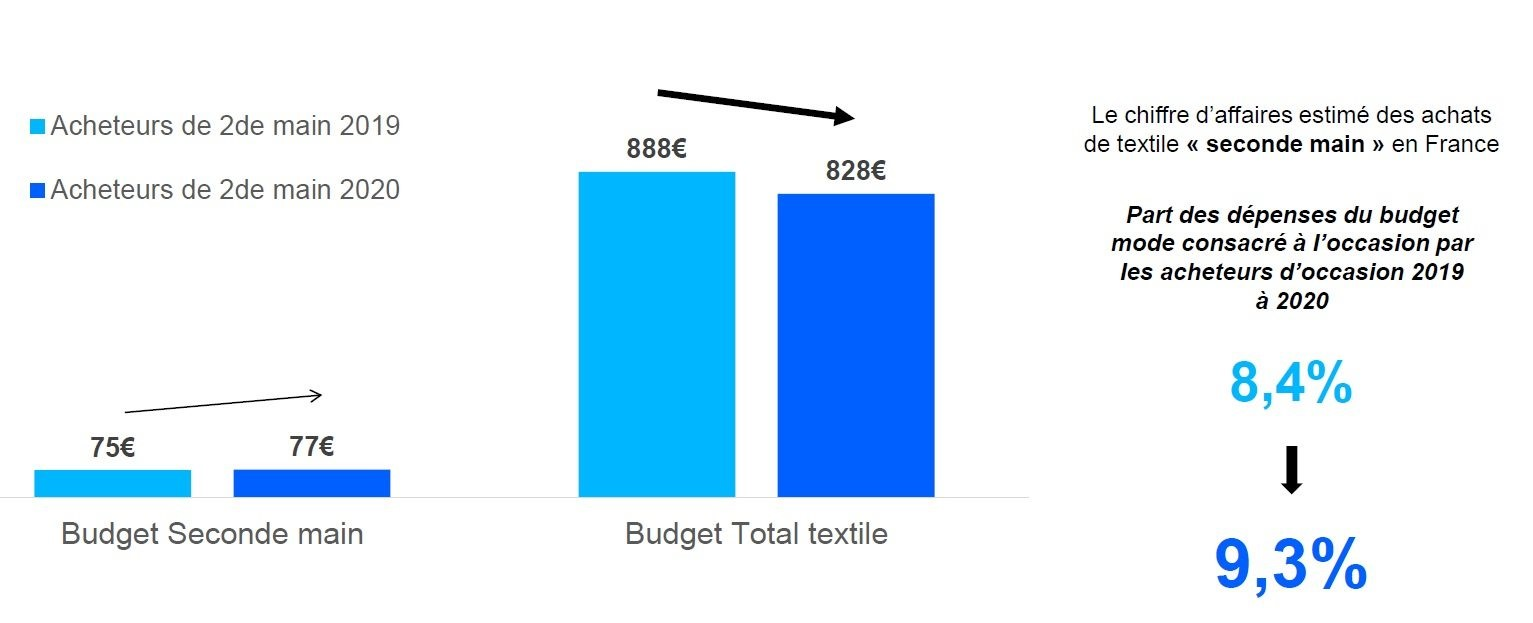 Acheteurs de 2de main 2019
Acheteurs de 2de main 2020
75€
77€
Budget Seconde main
888€
828€
Budget Total textile
Le chiffre d’affaires estimé des achats
de textile « seconde main » en France
Part des dépenses du budget
mode consacré à l’occasion par
les acheteurs d’occasion 2019
à 2020
8,4%
9,3%